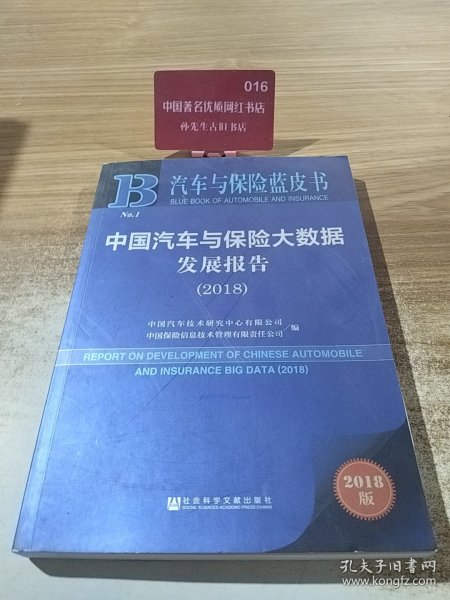 016
中国著名优质网红书店
孙先生古旧书店
B
No.1
汽车与保险蓝皮书
BLUE BOOK OF AUTOMOBILE AND INSURANCE
中国汽车与保险大数据
发展报告
(2018)
中国汽车技术研究中心有限公司
中国保险信息技术管理有限责任公司
编
REPORT ON DEVELOPMENT OF CHINESE AUTOMOBILE
AND INSURANCE BIG DATA (2018)
2018
版
社会科学文献出版社
SOCIAL SCIENCES ACADEMIC PRESS (CHINA)
孔夫子旧书网
www.kongfz.com